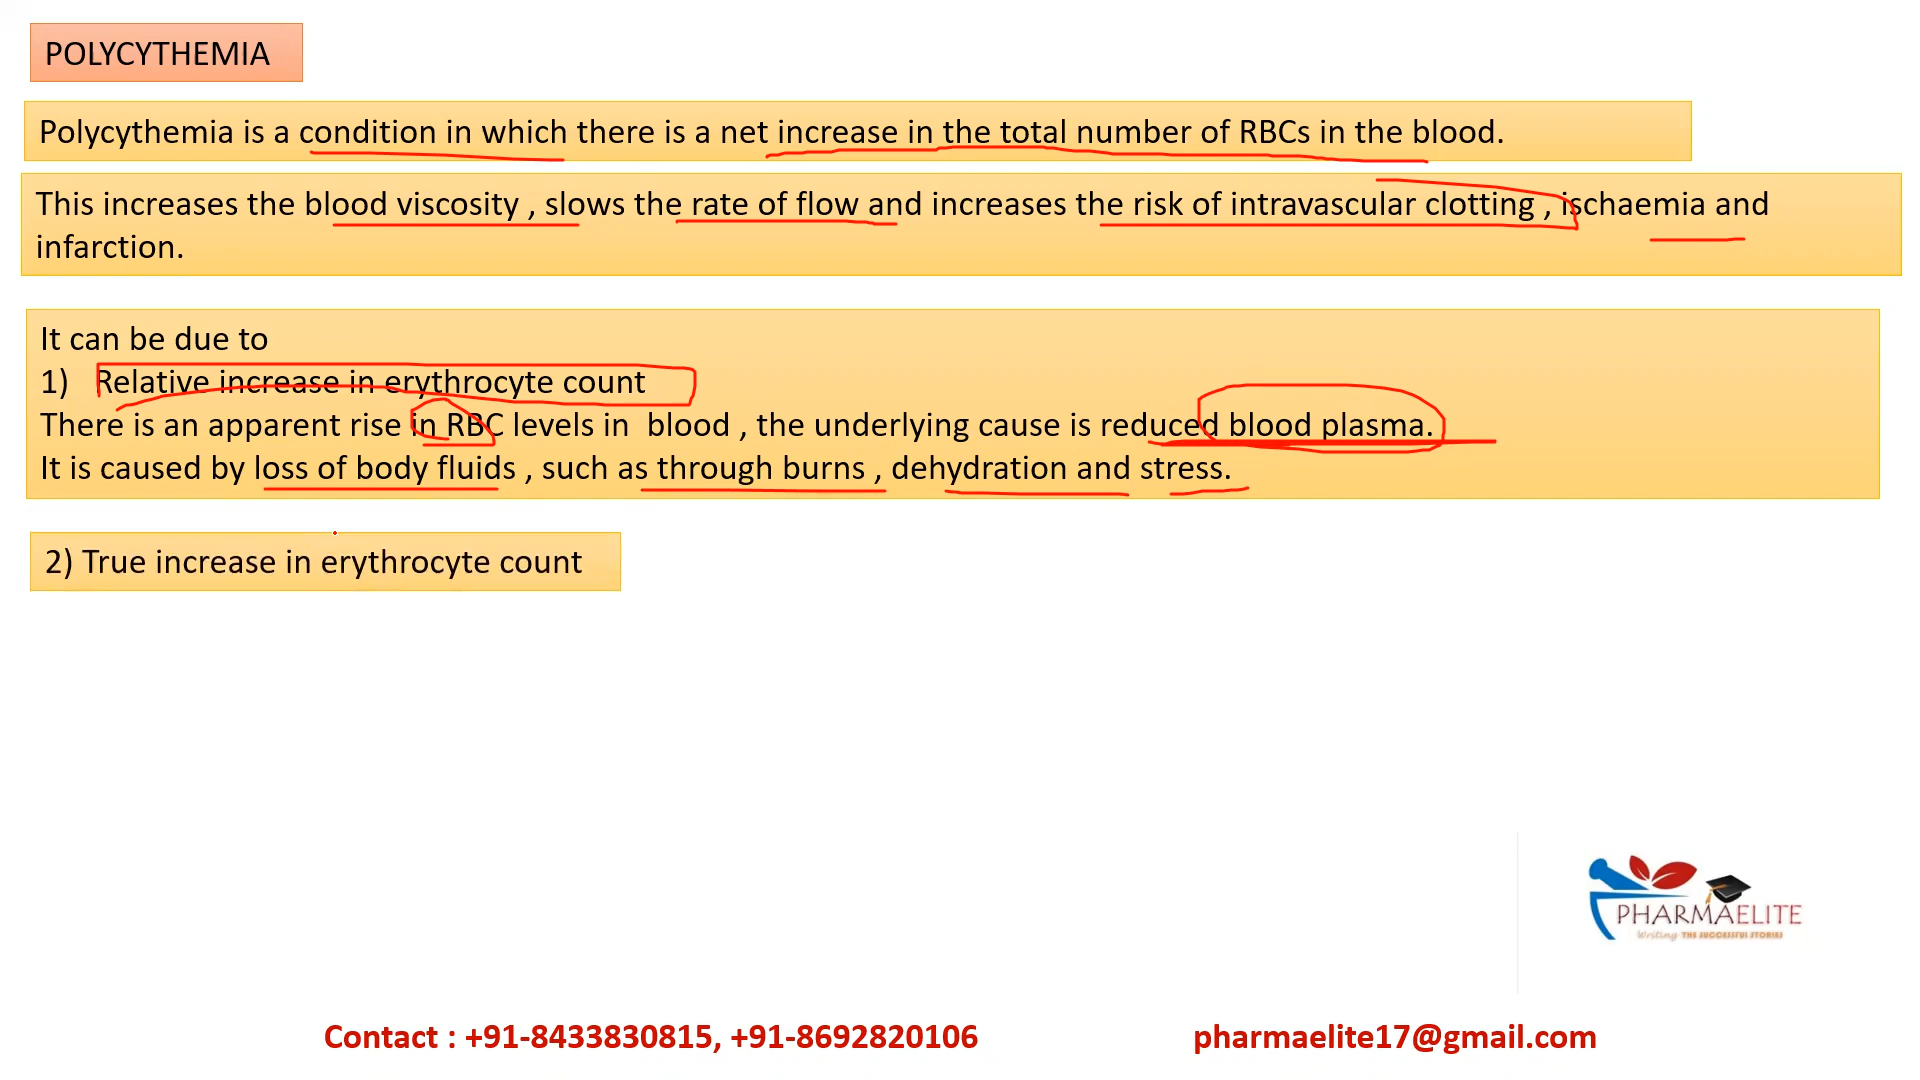 POLYCYTHEMIA
Polycythemia is a condition in which there is a net increase in the total number of RBCs in the blood.
This increases the blood viscosity , slows the rate of flow and increases the risk of intravascular clotting , ischaemia and
infarction.
It can be due to
1) Relative increase in erythrocyte count
There is an apparent rise in RBC levels in blood , the underlying cause is reduced blood plasma.
It is caused by loss of body fluids , such as through burns , dehydration and stress.
2) True increase in erythrocyte count
PHARMAELITE
Writing THE SUCCESSFUL STORIES
Contact : +91-8433830815, +91-8692820106
pharmaelite17@gmail.com